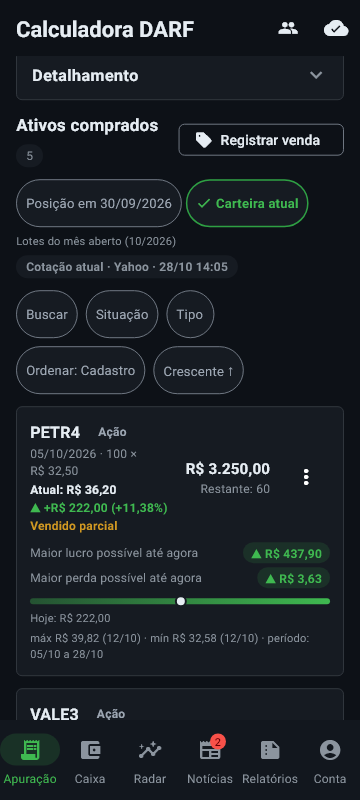 Calculadora DARF
Detalhamento
Ativos comprados
5
Registrar venda
Posição em 30/09/2026
Carteira atual
Lotes do mês aberto (10/2026)
Cotação atual · Yahoo · 28/10 14:05
Buscar
Situação
Tipo
Ordenar: Cadastro
Crescente ↑
PETR4 Ação
05/10/2026 · 100 ×
R$ 32,50
R$ 3.250,00
Restante: 60
Atual: R$ 36,20
▲ +R$ 222,00 (+11,38%)
Vendido parcial
Maior lucro possível até agora ▲ R$ 437,90
Maior perda possível até agora ▲ R$ 3,63
Hoje: R$ 222,00
máx R$ 39,82 (12/10) · mín R$ 32,58 (12/10) · período:
05/10 a 28/10
VALE3 Ação
2
Apuração
Caixa
Radar
Notícias
Relatórios
Conta